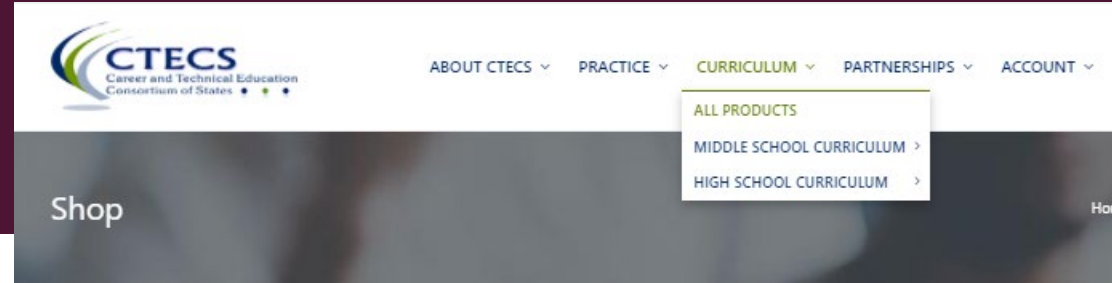 CTECS
Career and Technical Education
Consortium of States
ABOUT CTECS PRACTICE CURRICULUM PARTNERSHIPS ACCOUNT
ALL PRODUCTS
MIDDLE SCHOOL CURRICULUM >
HIGH SCHOOL CURRICULUM >
Shop